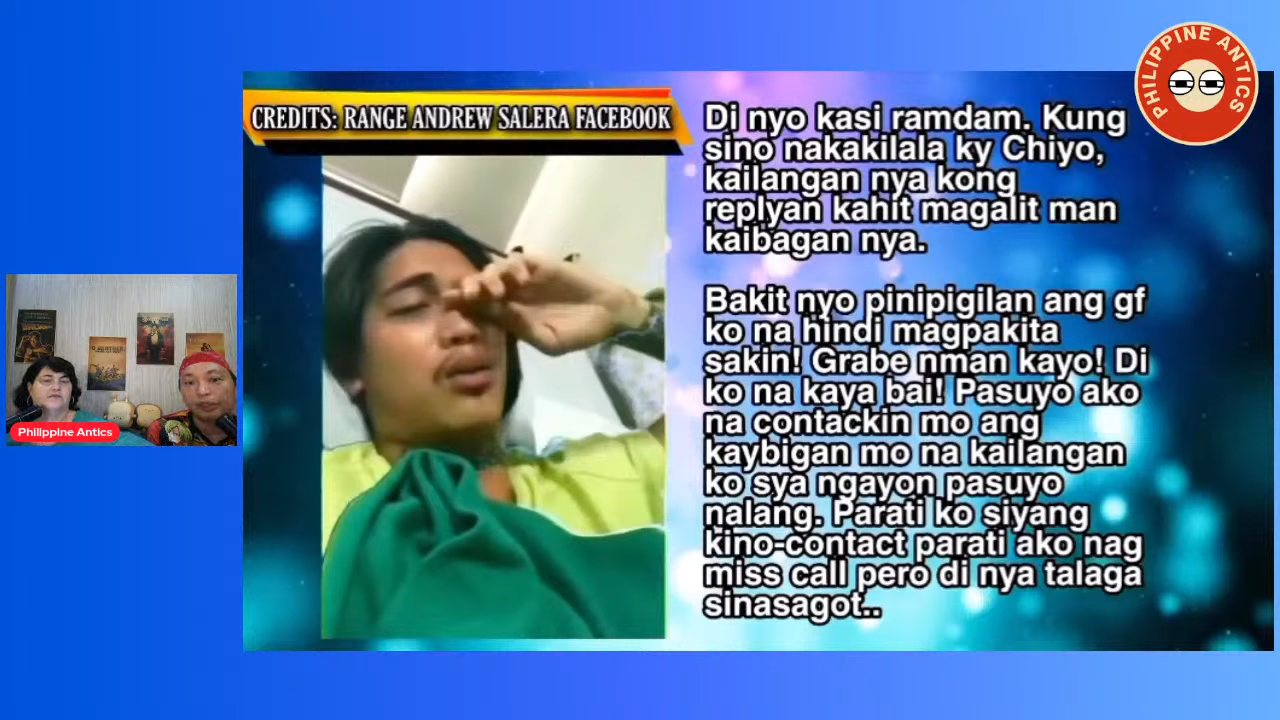 PHILIPPINE ANTICS
CREDITS: RANGE ANDREW SALERA FACEBOOK
Di nyo kasi ramdam. Kung
sino nakakilala ky Chiyo,
kailangan nya kong
replyan kahit magalit man
kaibagan nya.
Bakit nyo pinipigilan ang gf
ko na hindi magpakita
sakin! Grabe nman kayo! Di
ko na kaya bai! Pasuyo ako
na contackin mo ang
kaybigan mo na kailangan
ko sya ngayon pasuyo
nalang. Parati ko siyang
kino-contact parati ako nag
miss call pero di nya talaga
sinasagot..
Philippine Antics